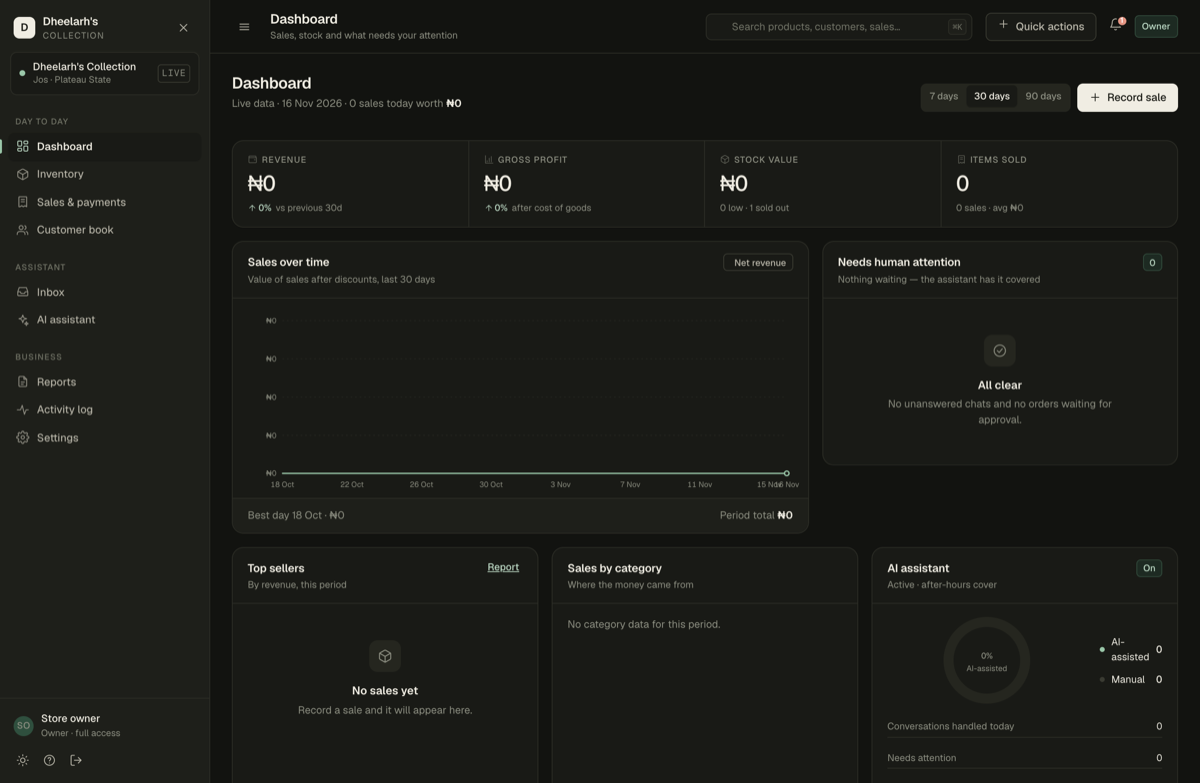 D
Dheelarh's
COLLECTION
Dheelarh's Collection
Jos · Plateau State
LIVE
DAY TO DAY
Dashboard
Inventory
Sales & payments
Customer book
ASSISTANT
Inbox
AI assistant
BUSINESS
Reports
Activity log
Settings
SO
Store owner
Owner · full access
Dashboard
Sales, stock and what needs your attention
Search products, customers, sales...
⌘K
Quick actions
1
Owner
Dashboard
Live data · 16 Nov 2026 · 0 sales today worth ₦0
7 days
30 days
90 days
Record sale
REVENUE
₦0
↑ 0% vs previous 30d
GROSS PROFIT
₦0
↑ 0% after cost of goods
STOCK VALUE
₦0
0 low · 1 sold out
ITEMS SOLD
0
0 sales · avg ₦0
Sales over time
Value of sales after discounts, last 30 days
Net revenue
₦0
₦0
₦0
₦0
₦0
18 Oct
22 Oct
26 Oct
30 Oct
3 Nov
7 Nov
11 Nov
15 Nov
16 Nov
Best day 18 Oct · ₦0
Period total ₦0
Needs human attention
0
Nothing waiting — the assistant has it covered
All clear
No unanswered chats and no orders waiting for
approval.
Top sellers
Report
By revenue, this period
No sales yet
Record a sale and it will appear here.
Sales by category
Where the money came from
No category data for this period.
AI assistant
On
Active · after-hours cover
0%
AI-assisted
AI-
assisted
0
Manual
0
Conversations handled today
0
Needs attention
0